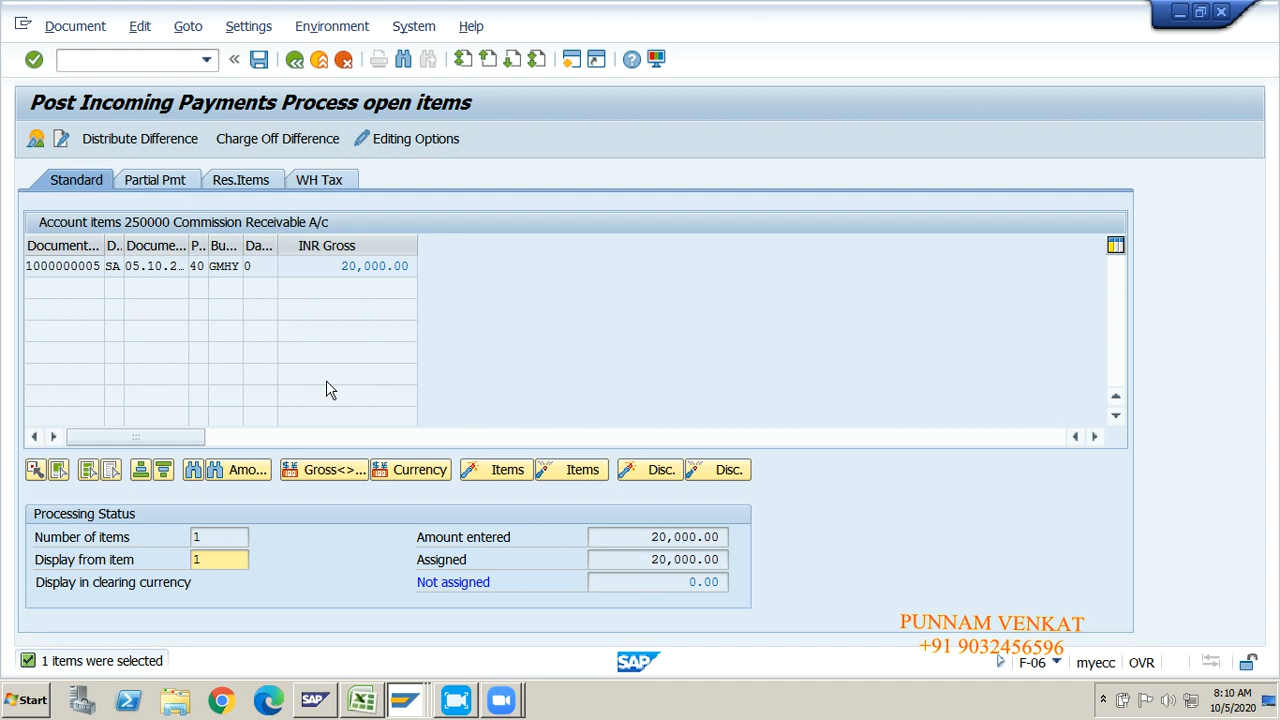 Document Edit Goto Settings Environment System Help
Post Incoming Payments Process open items
Distribute Difference Charge Off Difference Editing Options
Standard Partial Pmt Res.Items WH Tax
Account items 250000 Commission Receivable A/c
Document... D.. Docume... P.. Bu... Da... INR Gross
1000000005 SA 05.10.2… 40 GMHY 0 20,000.00
Amo... Gross<>... Currency Items Items Disc. Disc.
Processing Status
Number of items 1 Amount entered 20,000.00
Display from item 1 Assigned 20,000.00
Display in clearing currency Not assigned 0.00
PUNNAM VENKAT
+91 9032456596
1 items were selected SAP F-06 myecc OVR
Start SAP 8:10 AM
10/5/2020